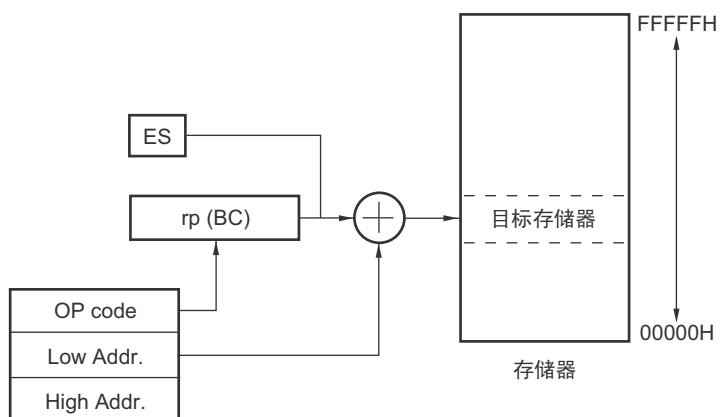 FFFFFH
ES
rp (BC)
目标存储器
OP code
Low Addr.
High Addr.
00000H
存储器